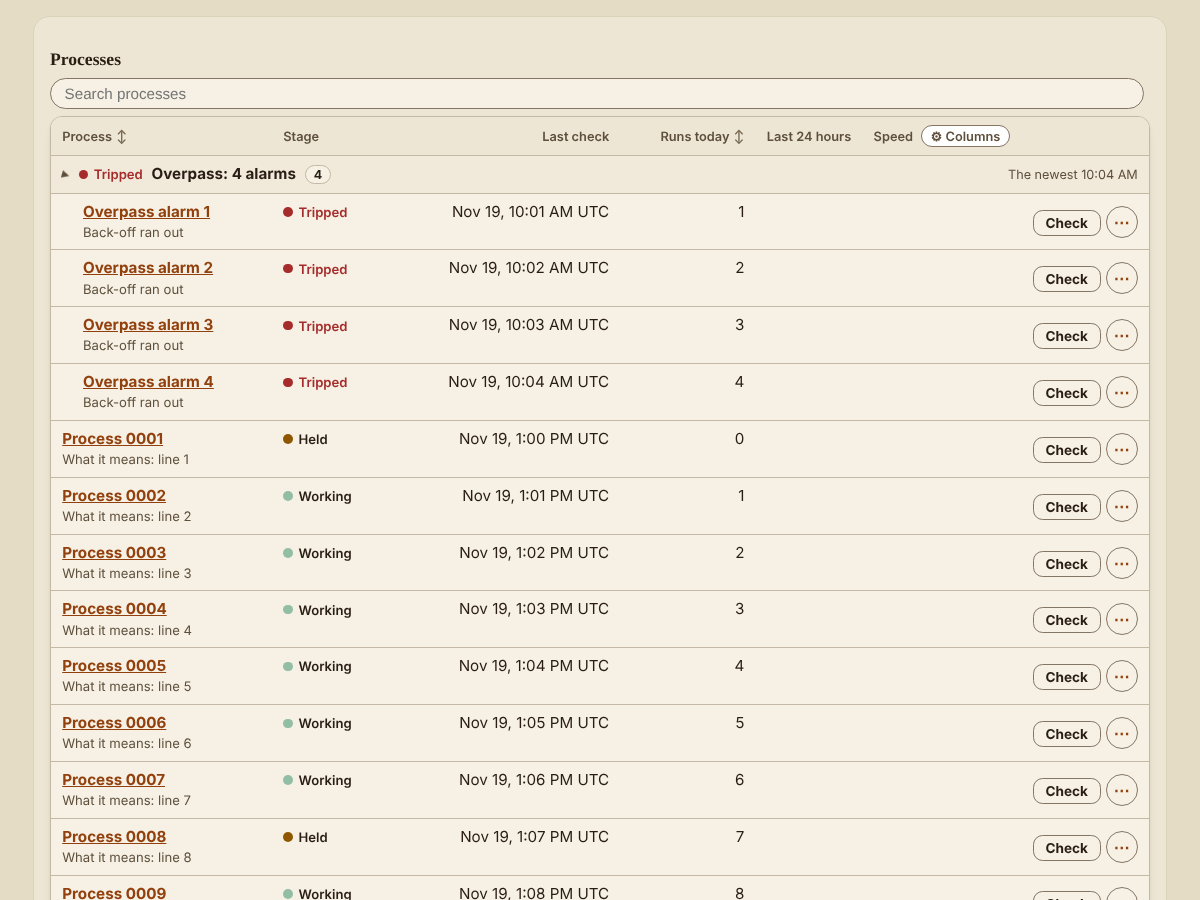 Processes
Search processes
Process Stage Last check Runs today Last 24 hours Speed Columns
Tripped Overpass: 4 alarms 4 The newest 10:04 AM
Overpass alarm 1 Tripped Nov 19, 10:01 AM UTC 1 Check
Back-off ran out
Overpass alarm 2 Tripped Nov 19, 10:02 AM UTC 2 Check
Back-off ran out
Overpass alarm 3 Tripped Nov 19, 10:03 AM UTC 3 Check
Back-off ran out
Overpass alarm 4 Tripped Nov 19, 10:04 AM UTC 4 Check
Back-off ran out
Process 0001 Held Nov 19, 1:00 PM UTC 0 Check
What it means: line 1
Process 0002 Working Nov 19, 1:01 PM UTC 1 Check
What it means: line 2
Process 0003 Working Nov 19, 1:02 PM UTC 2 Check
What it means: line 3
Process 0004 Working Nov 19, 1:03 PM UTC 3 Check
What it means: line 4
Process 0005 Working Nov 19, 1:04 PM UTC 4 Check
What it means: line 5
Process 0006 Working Nov 19, 1:05 PM UTC 5 Check
What it means: line 6
Process 0007 Working Nov 19, 1:06 PM UTC 6 Check
What it means: line 7
Process 0008 Held Nov 19, 1:07 PM UTC 7 Check
What it means: line 8
Process 0009 Working Nov 19, 1:08 PM UTC 8